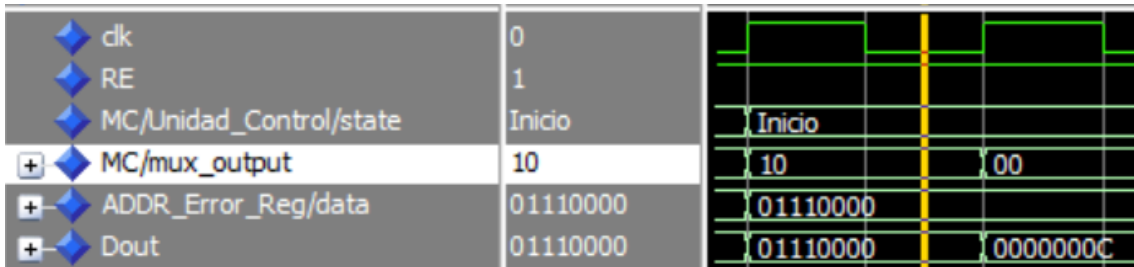 clk 0
RE 1
MC/Unidad_Control/state Inicio Inicio
MC/mux_output 10 10 00
ADDR_Error_Reg/data 01110000 01110000
Dout 01110000 01110000 0000000C